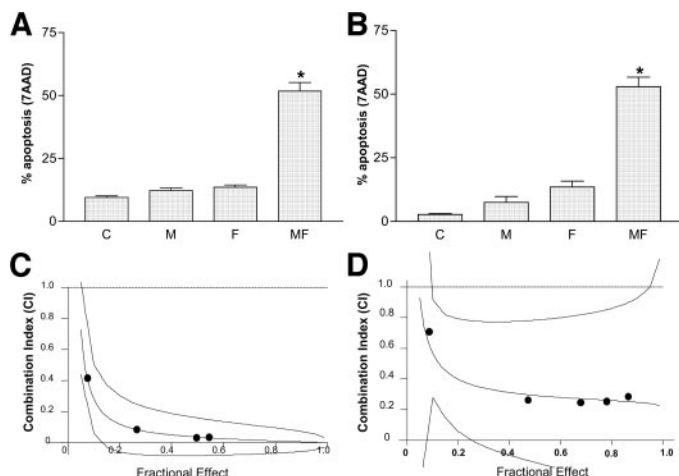 A
75
50
25
0
% apoptosis (7AAD)
*
C M F MF
B
75
50
25
0
% apoptosis (7AAD)
*
C M F MF
C
1.0
0.8
0.6
0.4
0.2
0
Combination Index (CI)
0.2 0.4 0.6 0.8 1.0
Fractional Effect
D
1.0
0.8
0.6
0.4
0.2
0
Combination Index (CI)
0.2 0.4 0.6 0.8 1.0
Fractional Effect